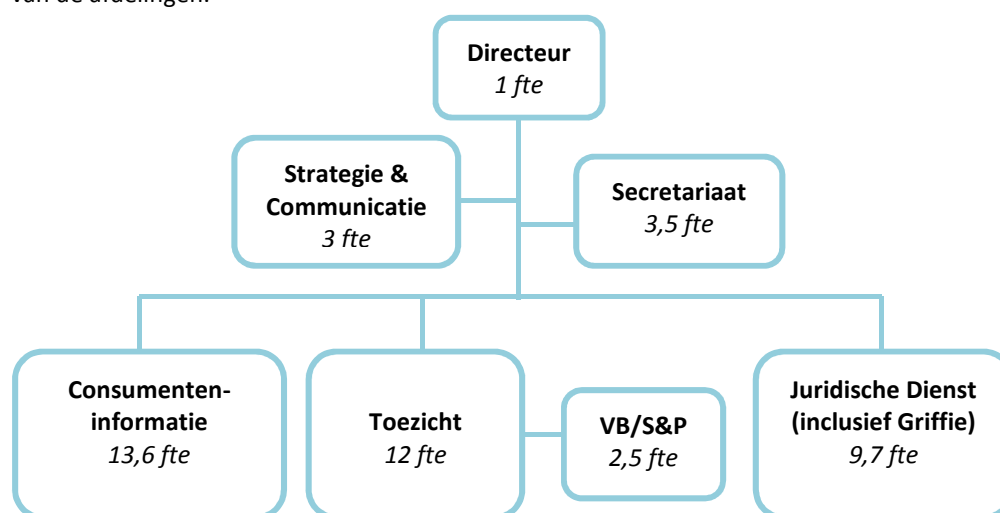 van de afdelingen.
Directeur
1 fte
Strategie &
Communicatie
3 fte
Secretariaat
3,5 fte
Consumenten-
informatie
13,6 fte
Toezicht
12 fte
VB/S&P
2,5 fte
Juridische Dienst
(inclusief Griffie)
9,7 fte